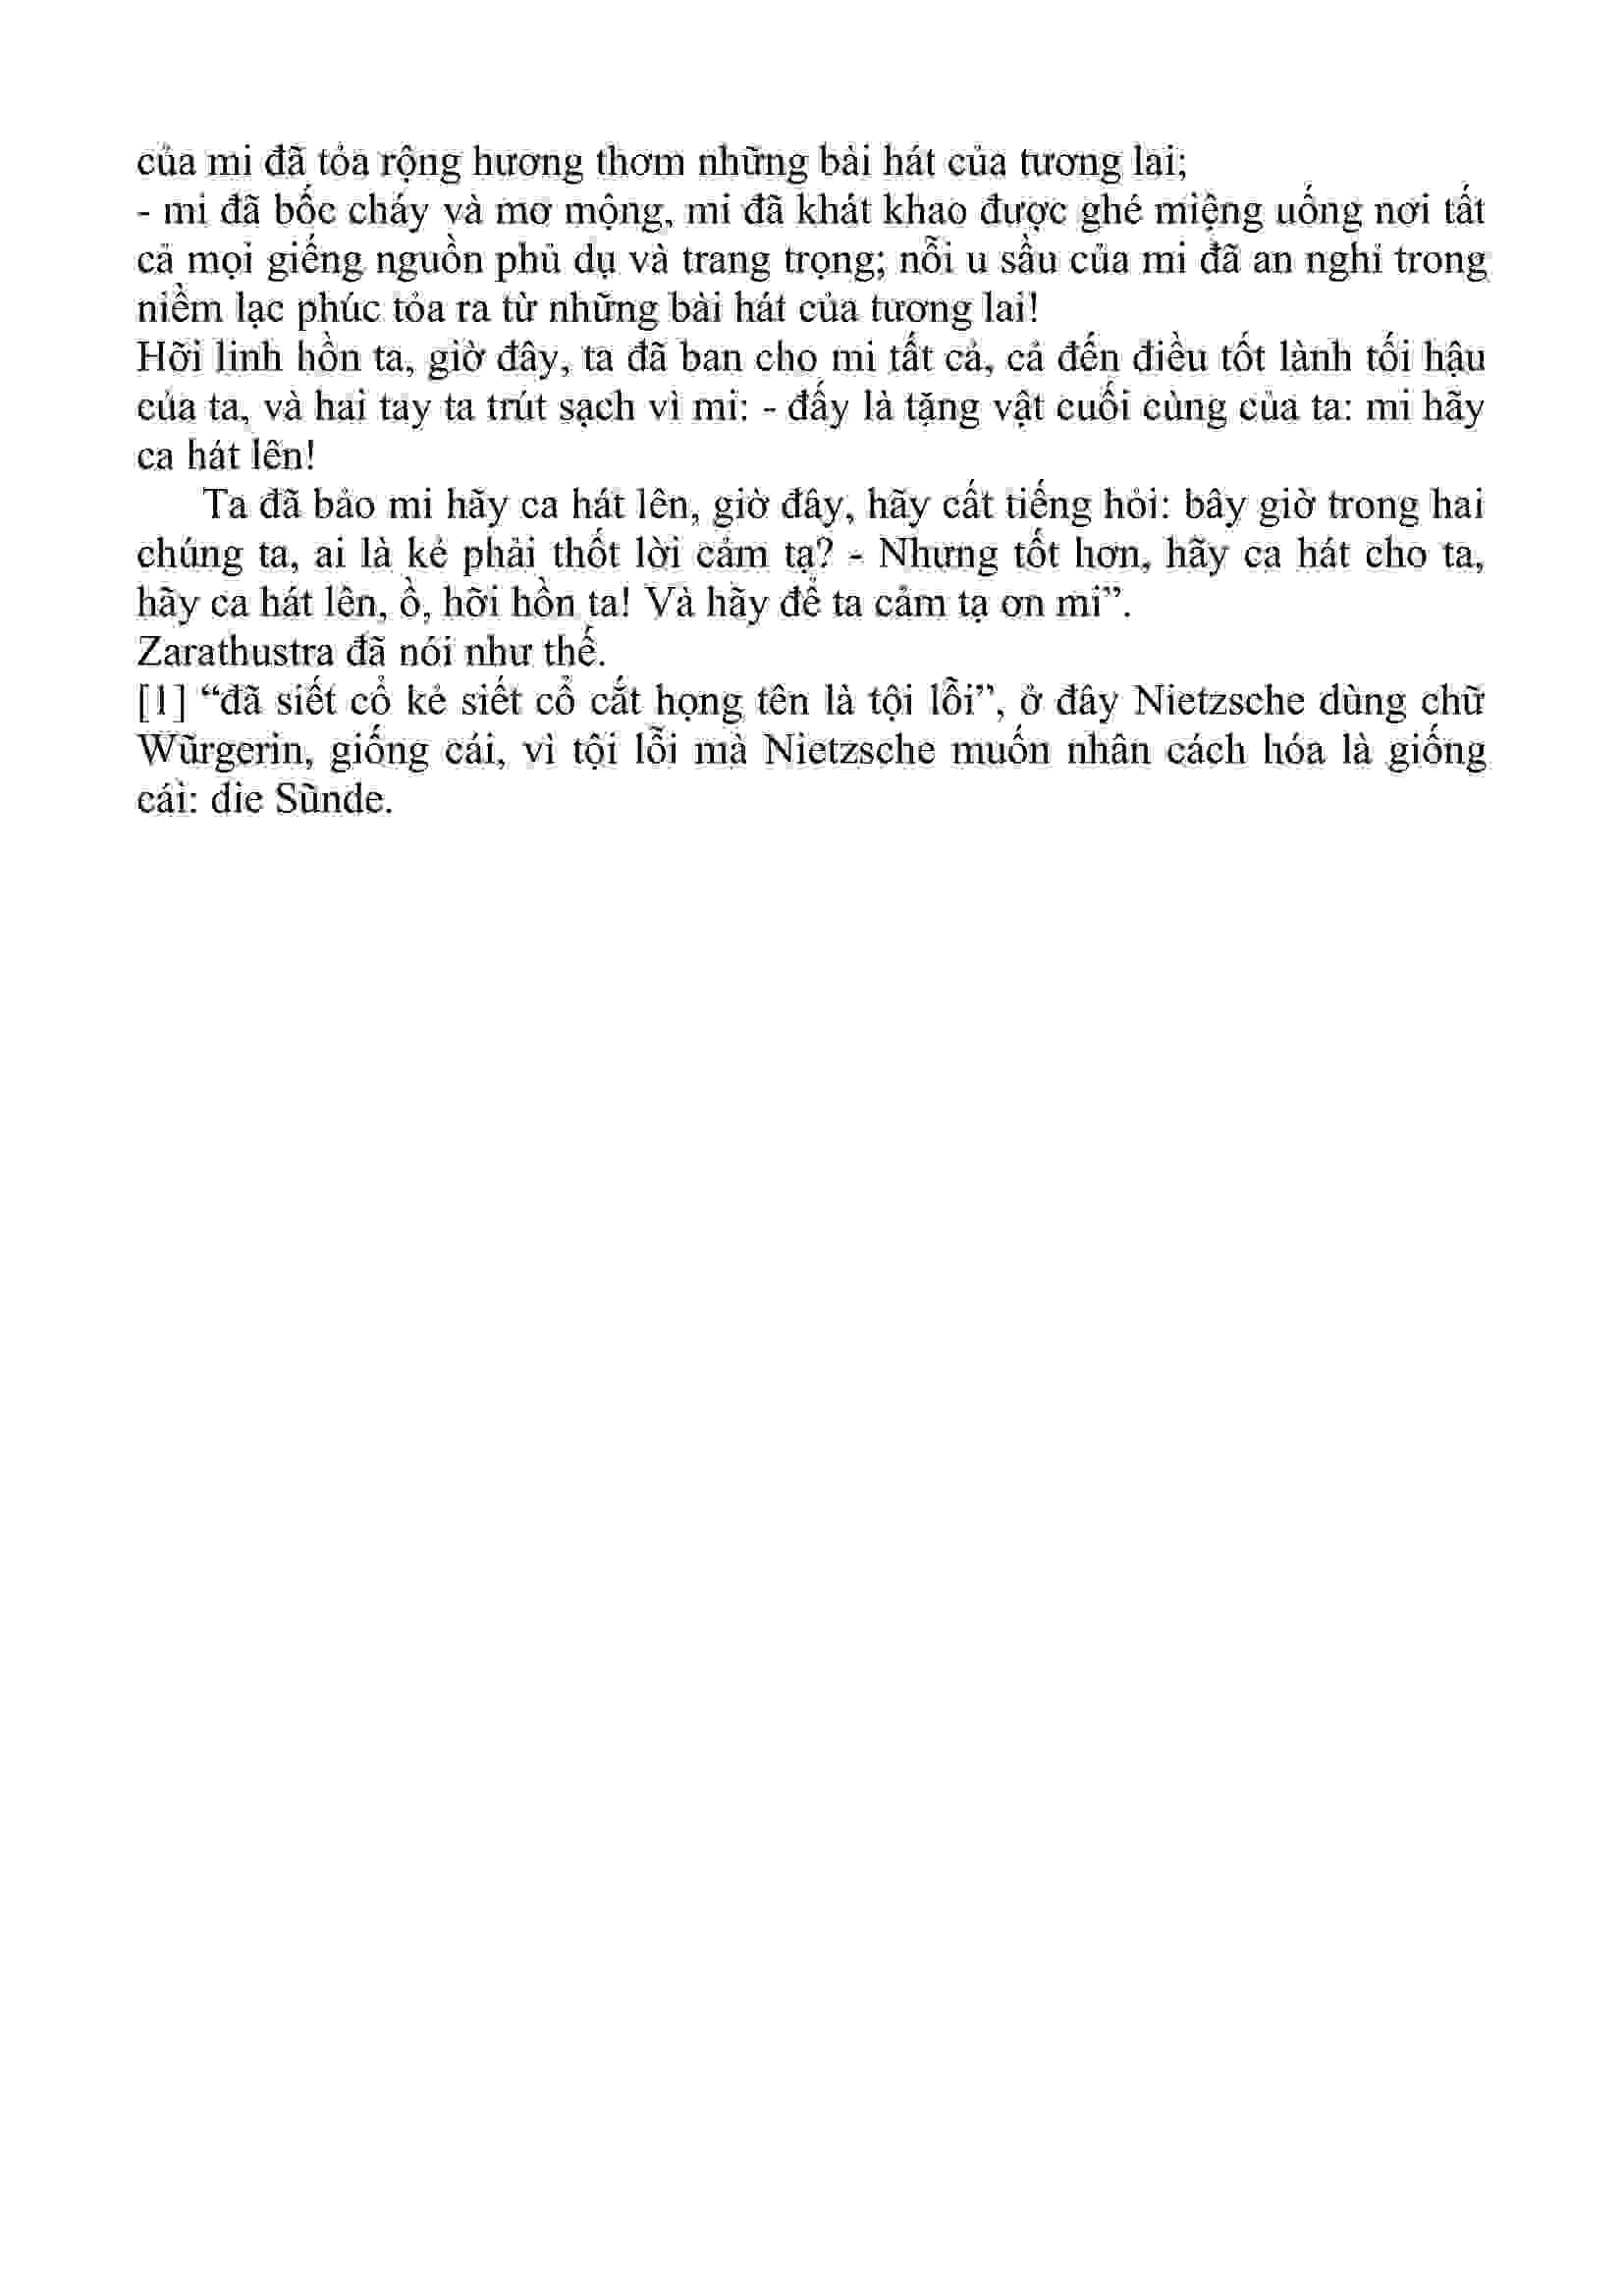 của mi đã tỏa rộng hương thơm những bài hát của tương lai;
- mi đã bốc cháy và mơ mộng, mi đã khát khao được ghé miệng uống nơi tất
cả mọi giếng nguồn phủ dụ và trang trọng; nỗi u sầu của mi đã an nghỉ trong
niềm lạc phúc tỏa ra từ những bài hát của tương lai!
Hỡi linh hồn ta, giờ đây, ta đã ban cho mi tất cả, cả đến điều tốt lành tối hậu
của ta, và hai tay ta trút sạch vì mi: - đấy là tặng vật cuối cùng của ta: mi hãy
ca hát lên!
Ta đã bảo mi hãy ca hát lên, giờ đây, hãy cất tiếng hỏi: bây giờ trong hai
chúng ta, ai là kẻ phải thốt lời cảm tạ? - Nhưng tốt hơn, hãy ca hát cho ta,
hãy ca hát lên, ồ, hỡi hồn ta! Và hãy để ta cảm tạ ơn mi”.
Zarathustra đã nói như thế.
[1] “đã siết cổ kẻ siết cổ cắt họng tên là tội lỗi”, ở đây Nietzsche dùng chữ
Wũrgerin, giống cái, vì tội lỗi mà Nietzsche muốn nhân cách hóa là giống
cái: die Sũnde.